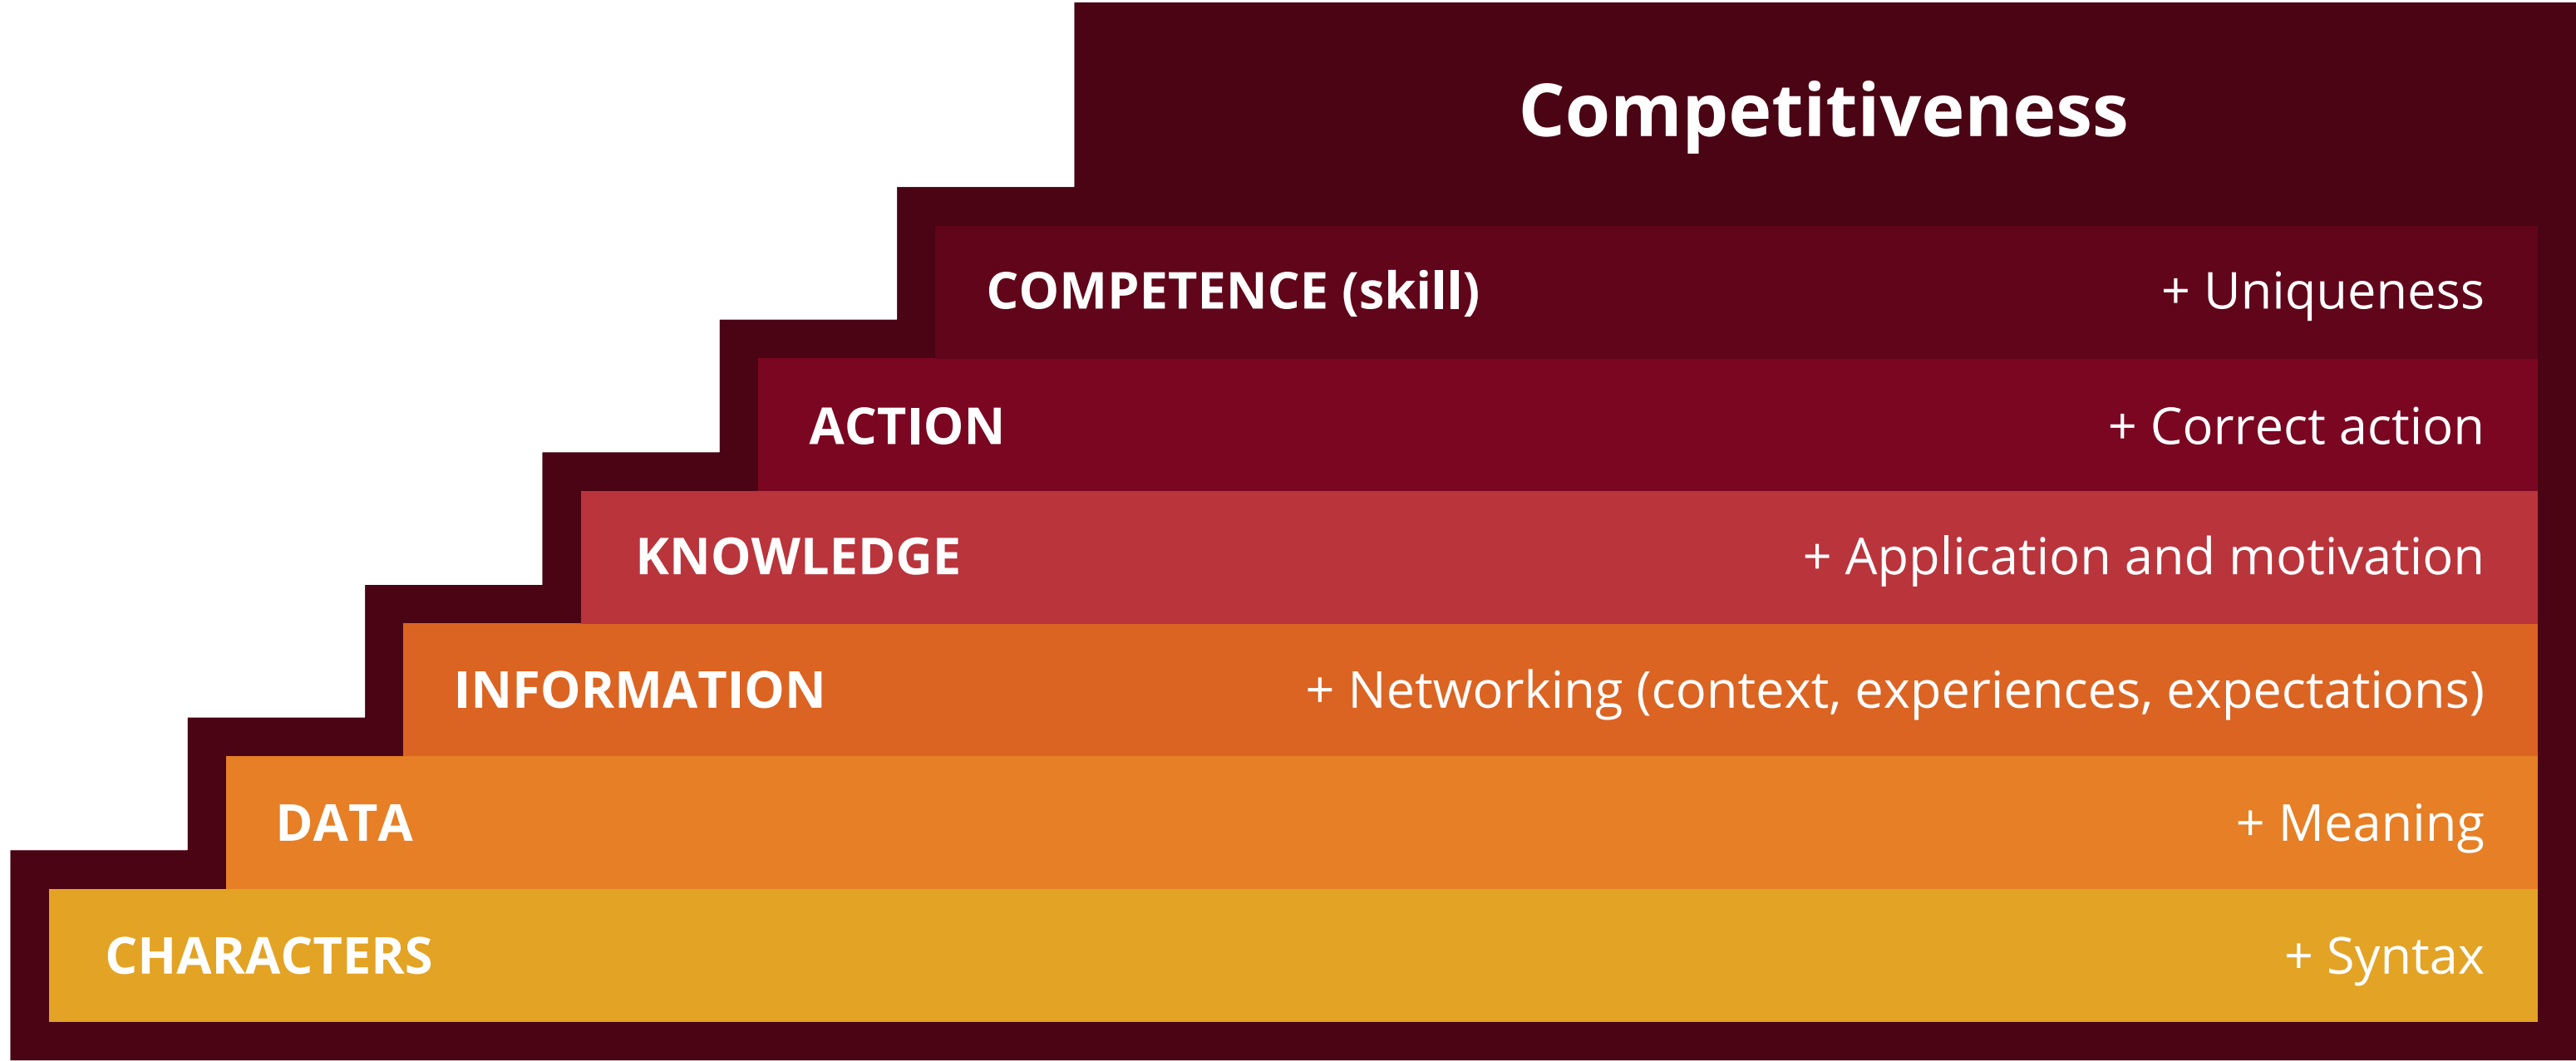 Competitiveness
COMPETENCE (skill) + Uniqueness
ACTION + Correct action
KNOWLEDGE + Application and motivation
INFORMATION + Networking (context, experiences, expectations)
DATA + Meaning
CHARACTERS + Syntax